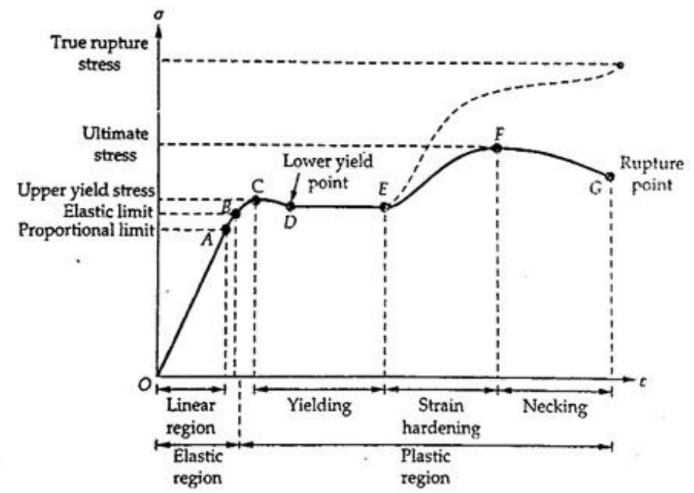 σ
True rupture
stress
Ultimate
stress
Upper yield stress
Elastic limit
Proportional limit
A
B
C
Lower yield
point
D
E
F
G
Rupture
point
O
ε
Linear
region
Yielding
Strain
hardening
Necking
Elastic
region
Plastic
region